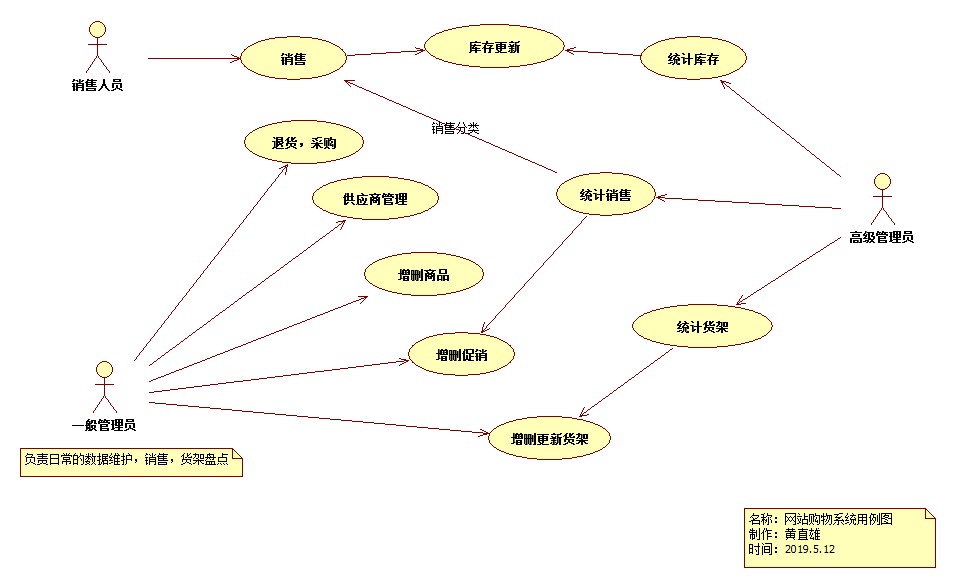 销售人员
销售
库存更新
统计库存
销售分类
退货，采购
供应商管理
统计销售
高级管理员
增删商品
统计货架
增删促销
一般管理员
增删更新货架
负责日常的数据维护，销售，货架盘点
名称：网站购物系统用例图
制作：黄直雄
时间：2019.5.12